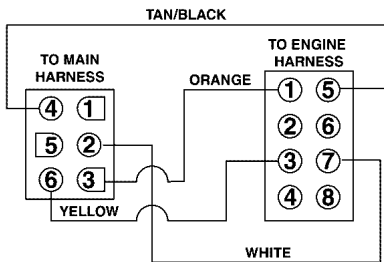 TAN/BLACK
TO MAIN
HARNESS
TO ENGINE
HARNESS
ORANGE
4 1
5 2
6 3
1 5
2 6
3 7
4 8
YELLOW
WHITE